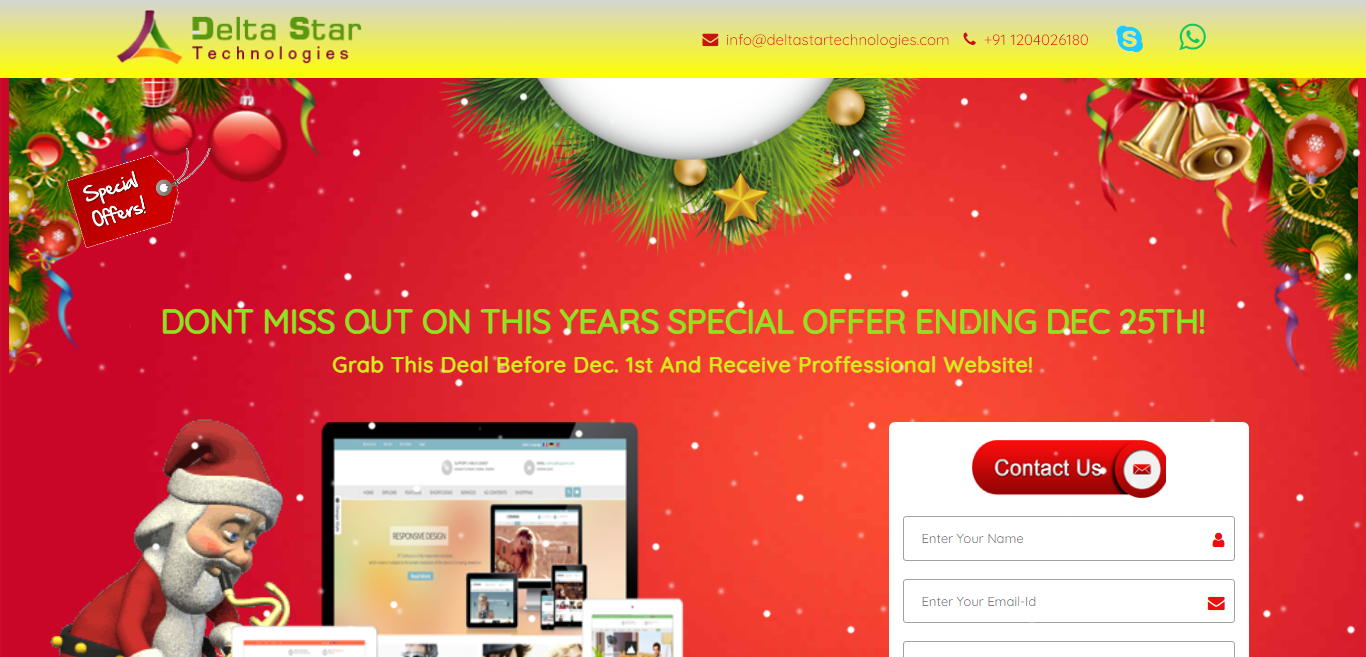 Delta Star
Technologies
info@deltastartechnologies.com
+91 1204026180
Special
Offers!
DONT MISS OUT ON THIS YEARS SPECIAL OFFER ENDING DEC 25TH!
Grab This Deal Before Dec. 1st And Receive Proffessional Website!
RESPONSIVE DESIGN
Read More
Contact Us
Enter Your Name
Enter Your Email-Id